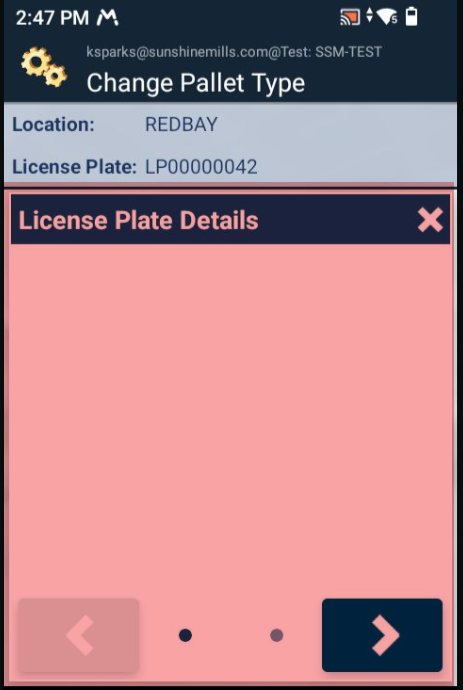 2:47 PM
ksparks@sunshinemills.com@Test: SSM-TEST
Change Pallet Type
Location: REDBAY
License Plate: LP00000042
License Plate Details